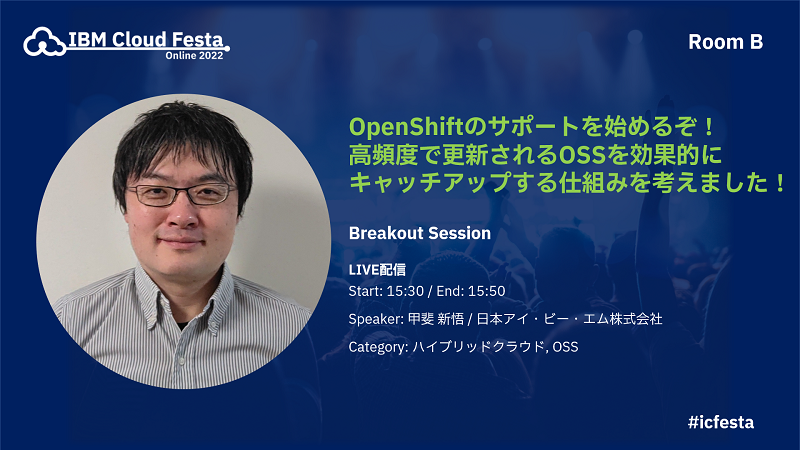 IBM Cloud Festa
Online 2022
Room B
OpenShiftのサポートを始めるぞ！
高頻度で更新されるOSSを効果的に
キャッチアップする仕組みを考えました！
Breakout Session
LIVE配信
Start: 15:30 / End: 15:50
Speaker: 甲斐 新悟 / 日本アイ・ビー・エム株式会社
Category: ハイブリッドクラウド, OSS
#icfesta